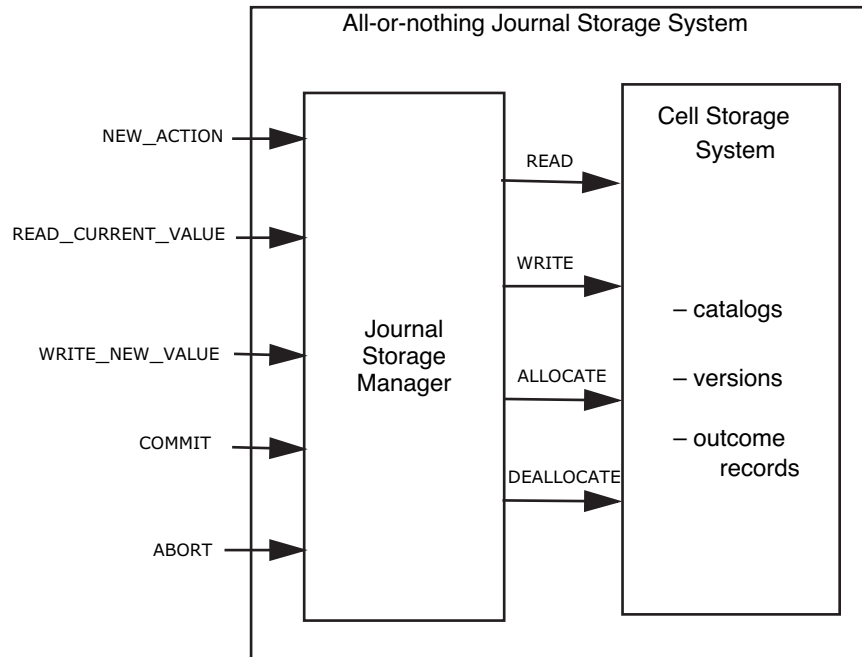 All-or-nothing Journal Storage System
NEW_ACTION
READ_CURRENT_VALUE
WRITE_NEW_VALUE
COMMIT
ABORT
Journal
Storage
Manager
READ
WRITE
ALLOCATE
DEALLOCATE
Cell Storage
System
– catalogs
– versions
– outcome
records